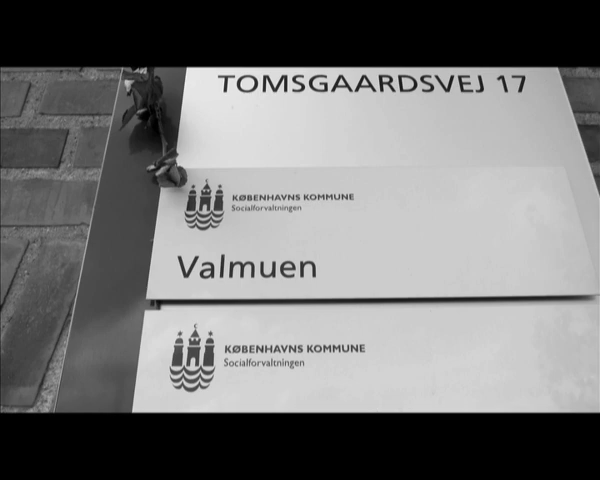 TOMSGAARDSVEJ 17
KØBENHAVNS KOMMUNE
Socialforvaltningen
Valmuen
KØBENHAVNS KOMMUNE
Socialforvaltningen